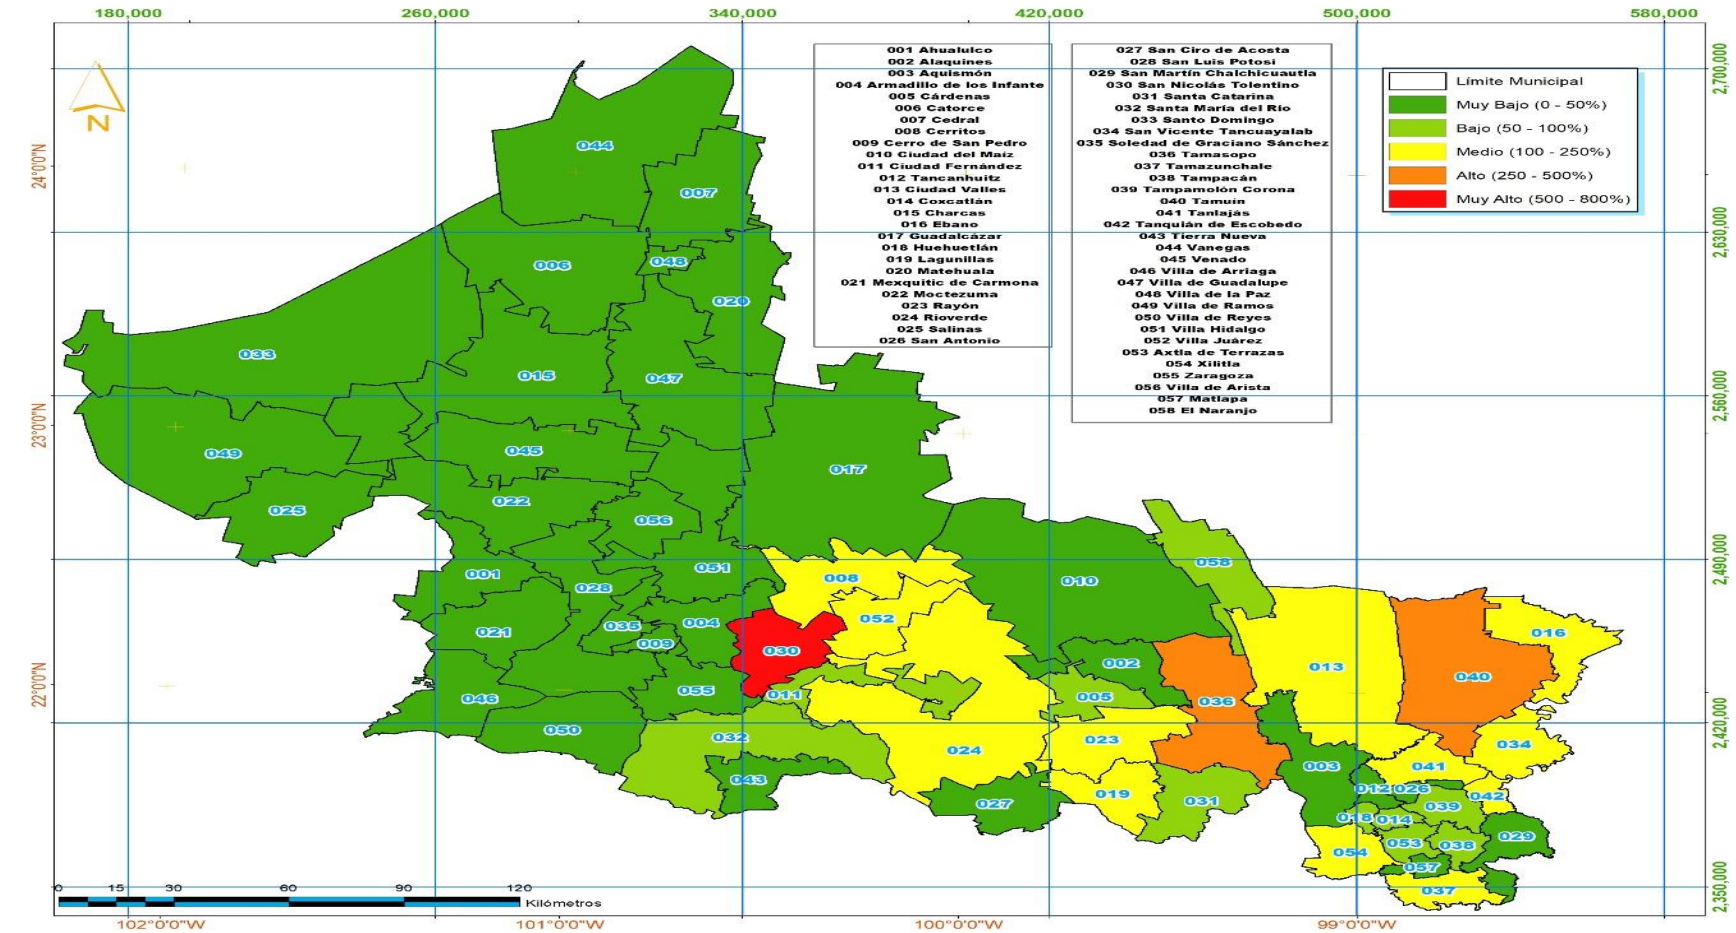 180,000 260,000 340,000 420,000 500,000 580,000
001 Ahualulco
002 Alaquines
003 Aquismón
004 Armadillo de los Infante
005 Cárdenas
006 Catorce
007 Cedral
008 Cerritos
009 Cerro de San Pedro
010 Ciudad del Maíz
011 Ciudad Fernández
012 Tancanhuitz
013 Ciudad Valles
014 Coxcatlán
015 Charcas
016 Ebano
017 Guadalcázar
018 Huehuetlán
019 Lagunillas
020 Matehuala
021 Mexquitic de Carmona
022 Moctezuma
023 Rayón
024 Rioverde
025 Salinas
026 San Antonio
027 San Ciro de Acosta
028 San Luis Potosi
029 San Martín Chalchicuautla
030 San Nicolás Tolentino
031 Santa Catarina
032 Santa María del Río
033 Santo Domingo
034 San Vicente Tancuayalab
035 Soledad de Graciano Sánchez
036 Tamasopo
037 Tamazunchale
038 Tampacán
039 Tampamolón Corona
040 Tamuín
041 Tanlajás
042 Tanquián de Escobedo
043 Tierra Nueva
044 Vanegas
045 Venado
046 Villa de Arriaga
047 Villa de Guadalupe
048 Villa de la Paz
049 Villa de Ramos
050 Villa de Reyes
051 Villa Hidalgo
052 Villa Juárez
053 Axtla de Terrazas
054 Xilitla
055 Zaragoza
056 Villa de Arista
057 Matlapa
058 El Naranjo
Límite Municipal
Muy Bajo (0 - 50%)
Bajo (50 - 100%)
Medio (100 - 250%)
Alto (250 - 500%)
Muy Alto (500 - 800%)
N
24°0'0"N
23°0'0"N
22°0'0"N
2,700,000
2,630,000
2,560,000
2,490,000
2,420,000
2,350,000
044
007
006
048
020
033
015
047
049
045
017
025
022
056
001
028
051
008
010
058
021
035
004
009
030
052
002
013
016
046
055
011
005
036
040
050
032
024
023
034
043
003
041
027
019
031
012
026
042
039
018
014
054
053
038
029
057
037
0 15 30 60 90 120
Kilómetros
102°0'0"W 101°0'0"W 100°0'0"W 99°0'0"W